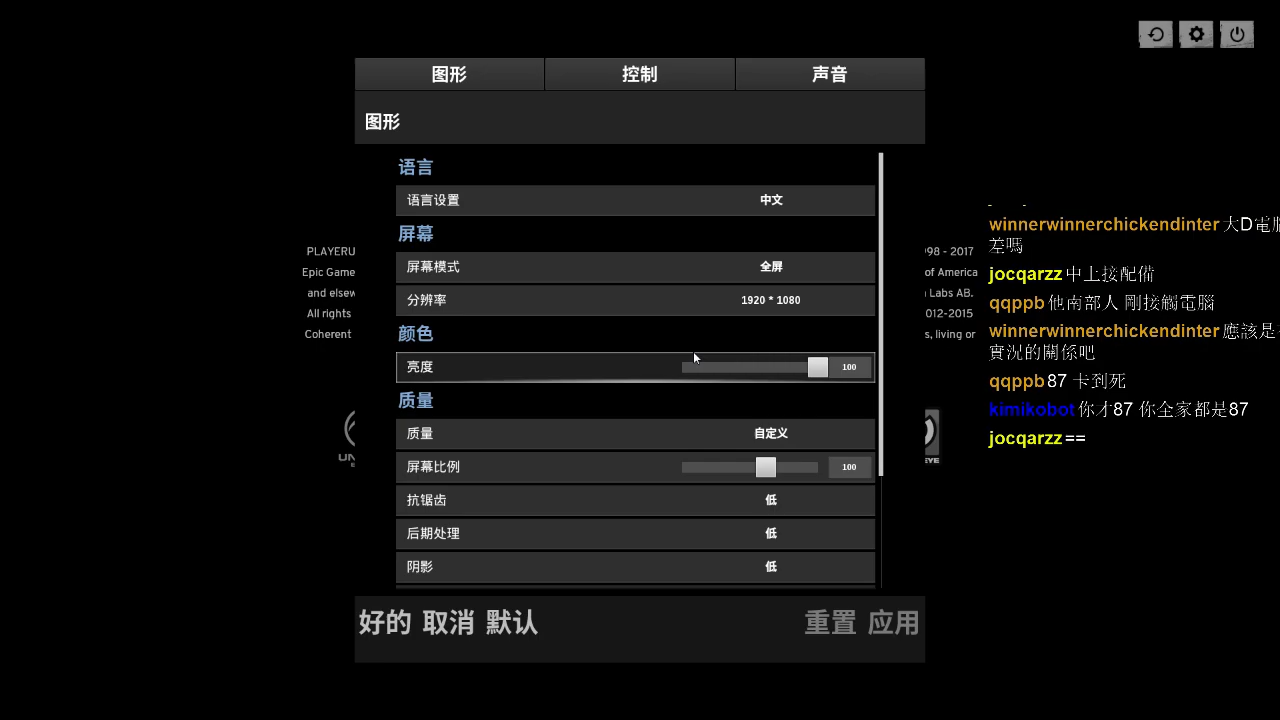 图形 控制 声音
图形
语言
语言设置 中文
屏幕
屏幕模式 全屏
分辨率 1920 * 1080
颜色
亮度 100
质量
质量 自定义
屏幕比例 100
抗锯齿 低
后期处理 低
阴影 低
好的 取消 默认 重置 应用
PLAYERU
Epic Game
and elsew
All rights
Coherent
98 - 2017
of America
Labs AB.
012-2015
s, living or
UN
EYE
winnerwinnerchickendinter 大D電腦
差嗎
jocqarzz 中上接配備
qqppb 他南部人 剛接觸電腦
winnerwinnerchickendinter 應該是
實況的關係吧
qqppb 87 卡到死
kimikobot 你才87 你全家都是87
jocqarzz ==